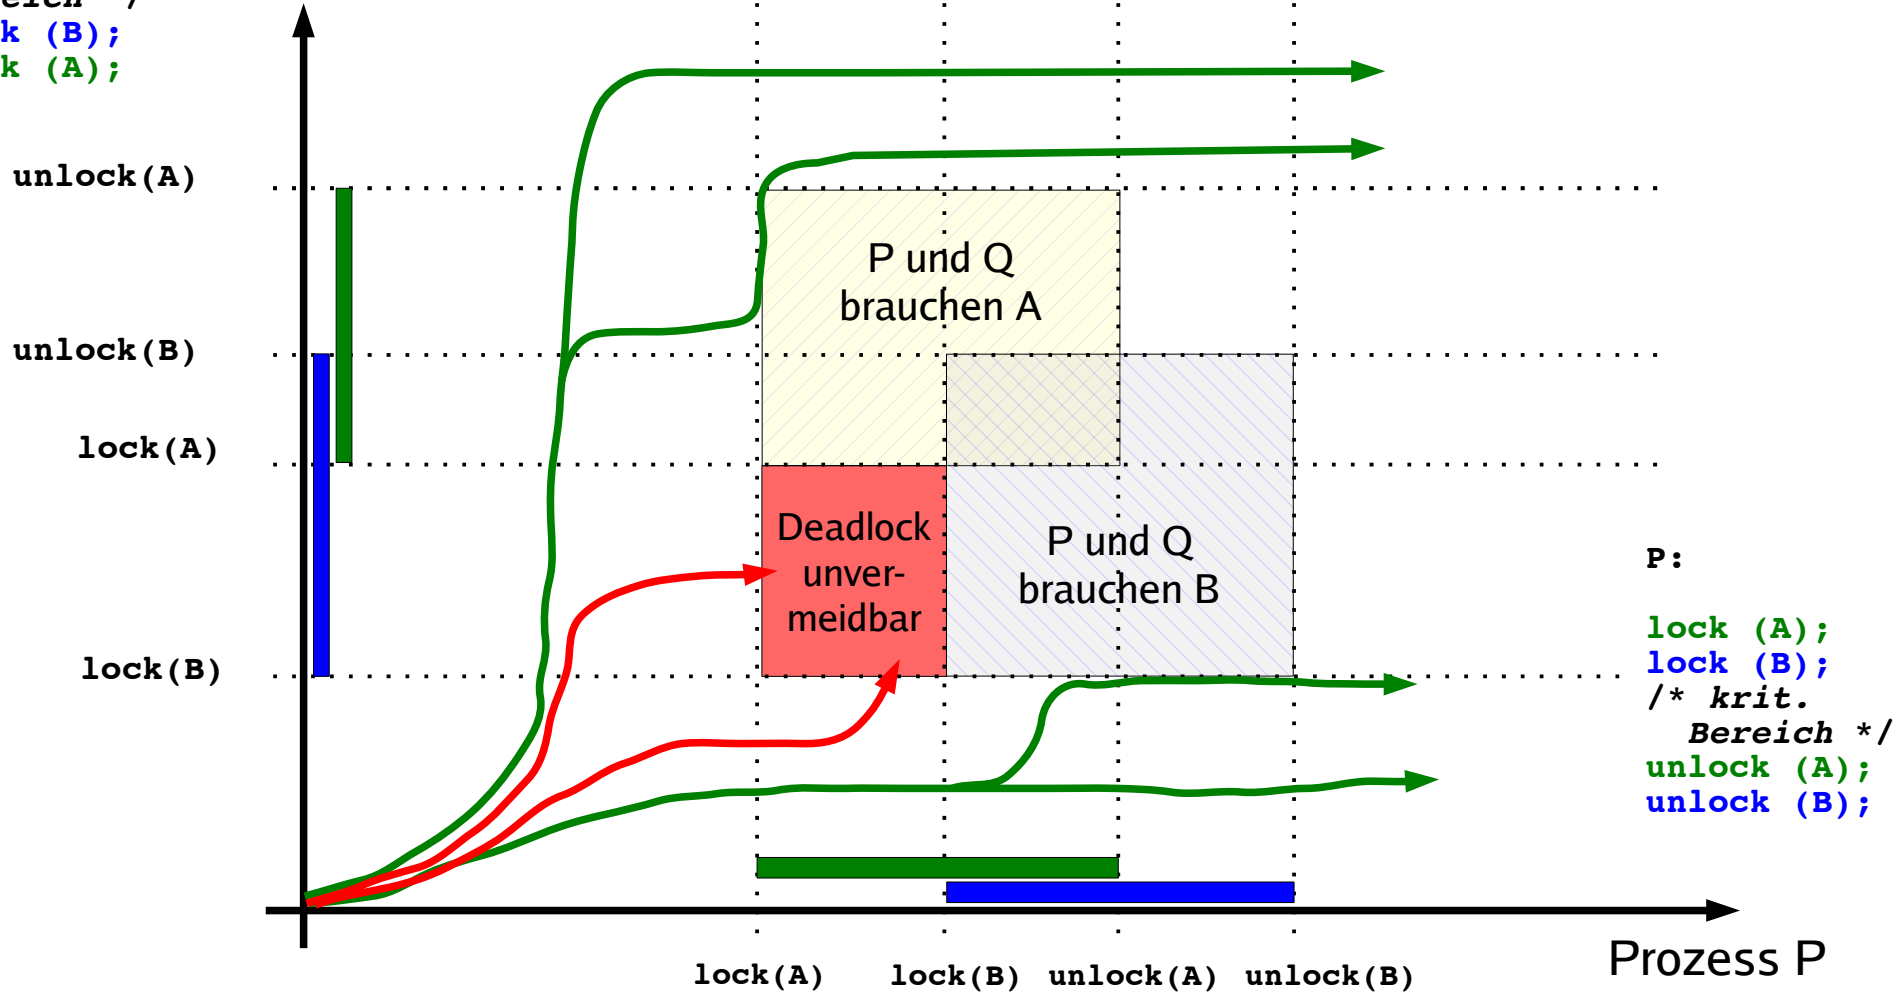 k (B);
k (A);
unlock(A)
unlock(B)
lock(A)
lock(B)
P und Q
brauchen A
Deadlock
unver-
meidbar
P und Q
brauchen B
P:
lock (A);
lock (B);
/* krit.
Bereich */
unlock (A);
unlock (B);
lock(A)
lock(B)
unlock(A)
unlock(B)
Prozess P